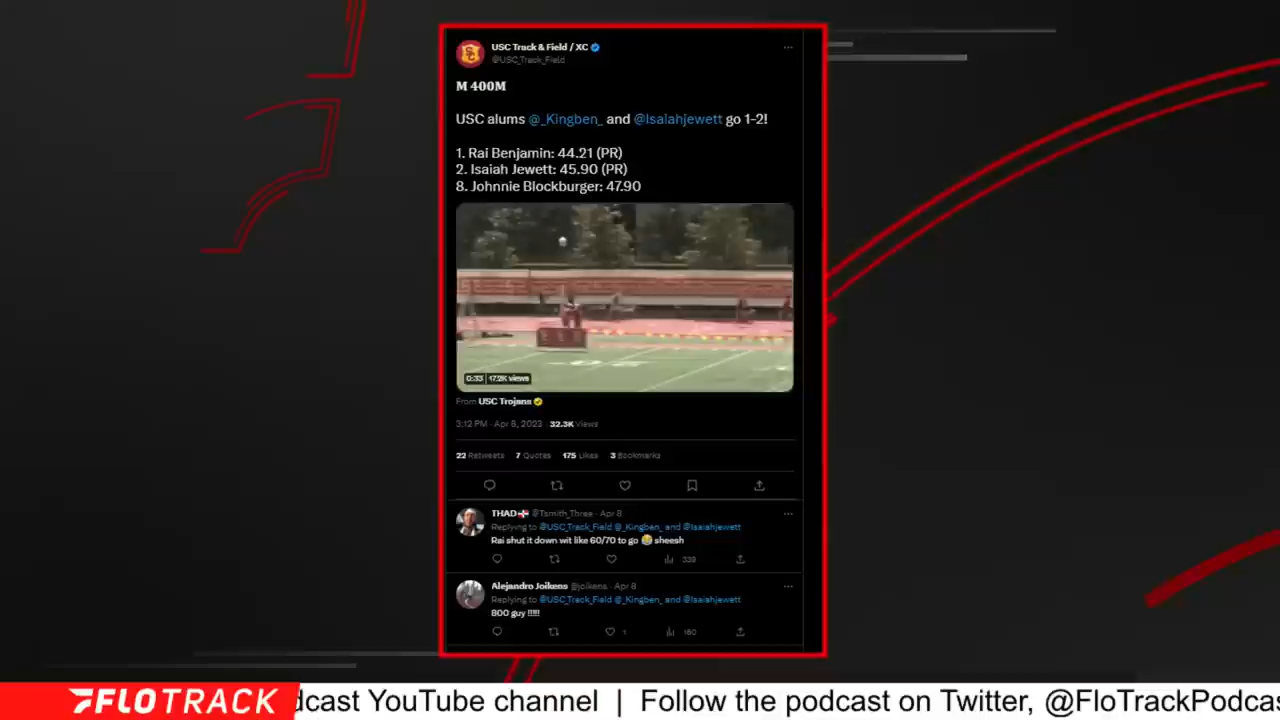 USC Track & Field / XC
@USC_Track_Field
M 400M
USC alums @_Kingben_ and @Isaiahjewett go 1-2!
1. Rai Benjamin: 44.21 (PR)
2. Isaiah Jewett: 45.90 (PR)
8. Johnnie Blockburger: 47.90
0:33 | 17.2K views
From USC Trojans
3:12 PM · Apr 8, 2023 32.3K Views
22 Retweets 7 Quotes 175 Likes 3 Bookmarks
THAD @Tsmith_Three · Apr 8
Replying to @USC_Track_Field @_Kingben_ and @Isaiahjewett
Rai shut it down wit like 60/70 to go 😂 sheesh
339
Alejandro Joikens @joikens · Apr 8
Replying to @USC_Track_Field @_Kingben_ and @Isaiahjewett
800 guy !!!!!
1 160
FLOTRACK dcast YouTube channel | Follow the podcast on Twitter, @FloTrackPodcas